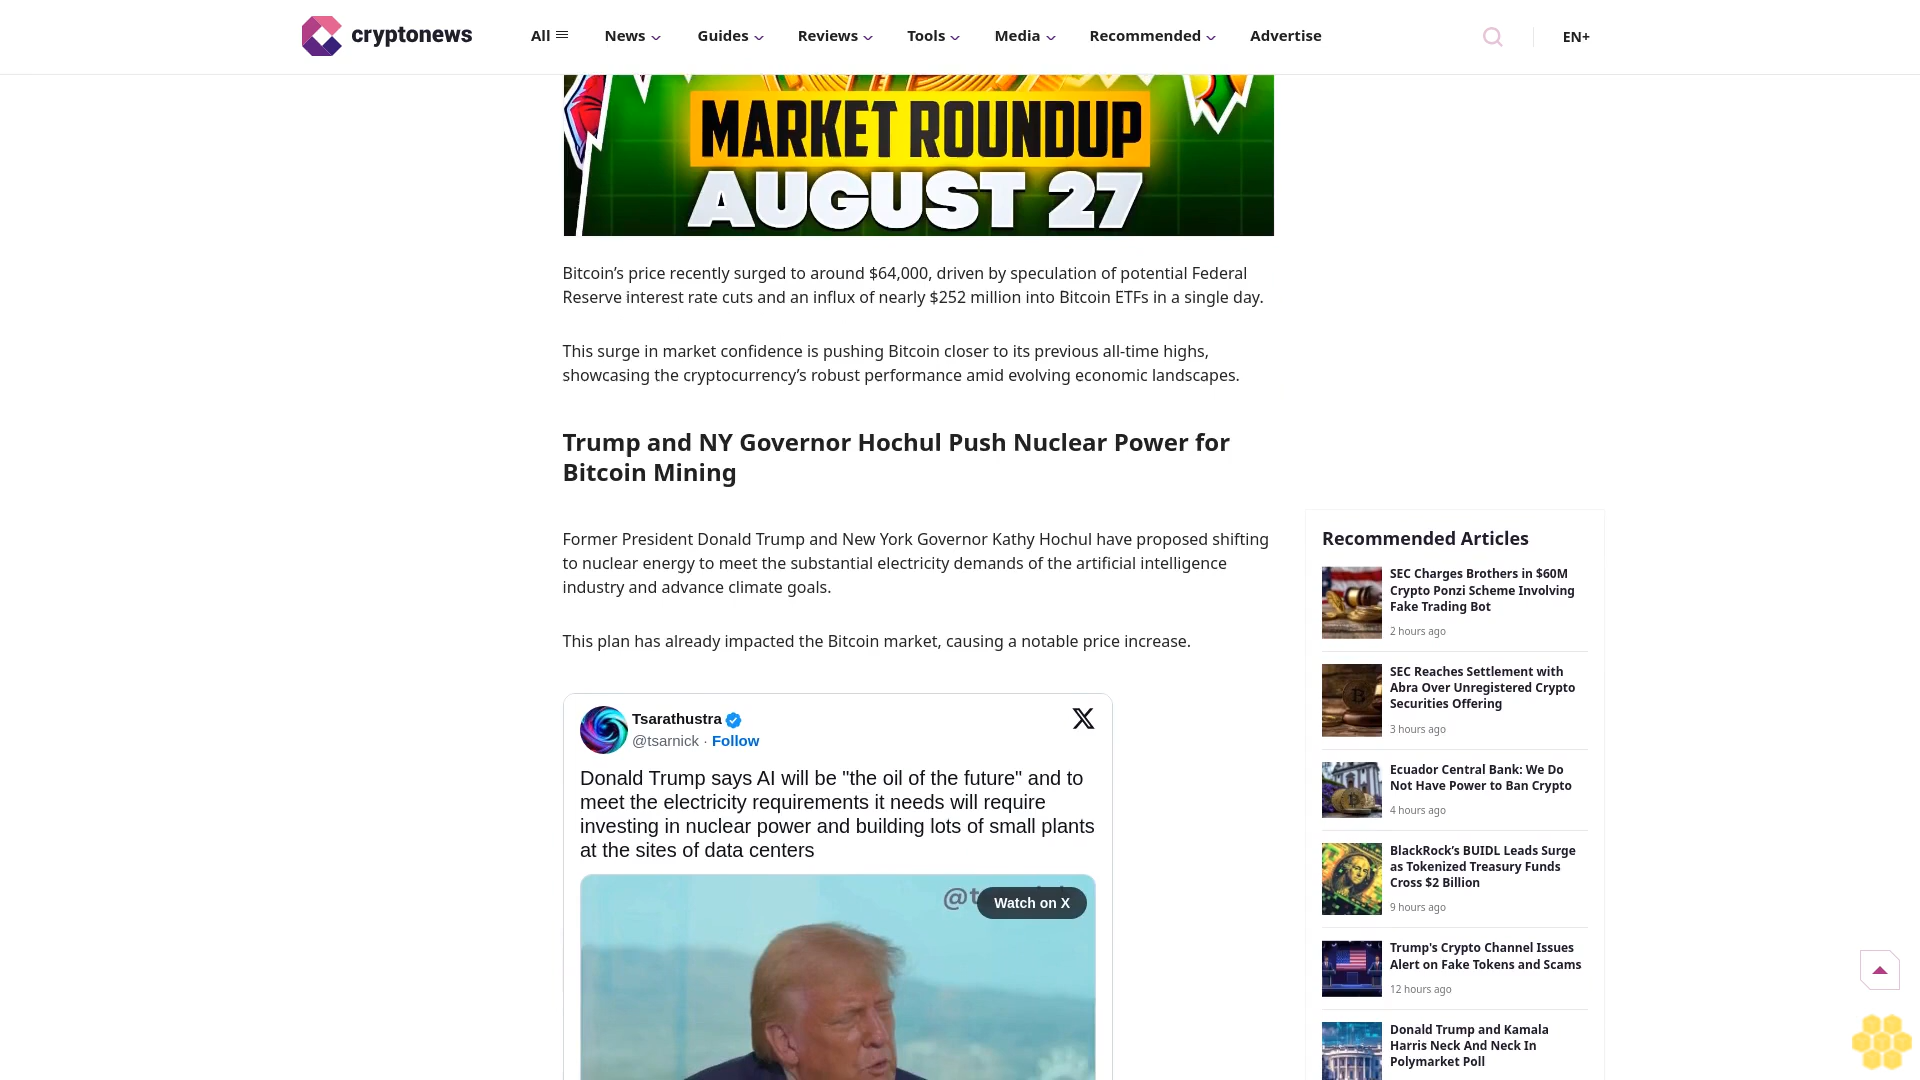 cryptonews
All
News
Guides
Reviews
Tools
Media
Recommended
Advertise
EN+
MARKET ROUNDUP
AUGUST 27
Bitcoin’s price recently surged to around $64,000, driven by speculation of potential Federal
Reserve interest rate cuts and an influx of nearly $252 million into Bitcoin ETFs in a single day.
This surge in market confidence is pushing Bitcoin closer to its previous all-time highs,
showcasing the cryptocurrency’s robust performance amid evolving economic landscapes.
Trump and NY Governor Hochul Push Nuclear Power for
Bitcoin Mining
Former President Donald Trump and New York Governor Kathy Hochul have proposed shifting
to nuclear energy to meet the substantial electricity demands of the artificial intelligence
industry and advance climate goals.
This plan has already impacted the Bitcoin market, causing a notable price increase.
Tsarathustra
@tsarnick · Follow
Donald Trump says AI will be "the oil of the future" and to
meet the electricity requirements it needs will require
investing in nuclear power and building lots of small plants
at the sites of data centers
Watch on X
Recommended Articles
SEC Charges Brothers in $60M
Crypto Ponzi Scheme Involving
Fake Trading Bot
2 hours ago
SEC Reaches Settlement with
Abra Over Unregistered Crypto
Securities Offering
3 hours ago
Ecuador Central Bank: We Do
Not Have Power to Ban Crypto
4 hours ago
BlackRock’s BUIDL Leads Surge
as Tokenized Treasury Funds
Cross $2 Billion
9 hours ago
Trump's Crypto Channel Issues
Alert on Fake Tokens and Scams
12 hours ago
Donald Trump and Kamala
Harris Neck And Neck In
Polymarket Poll